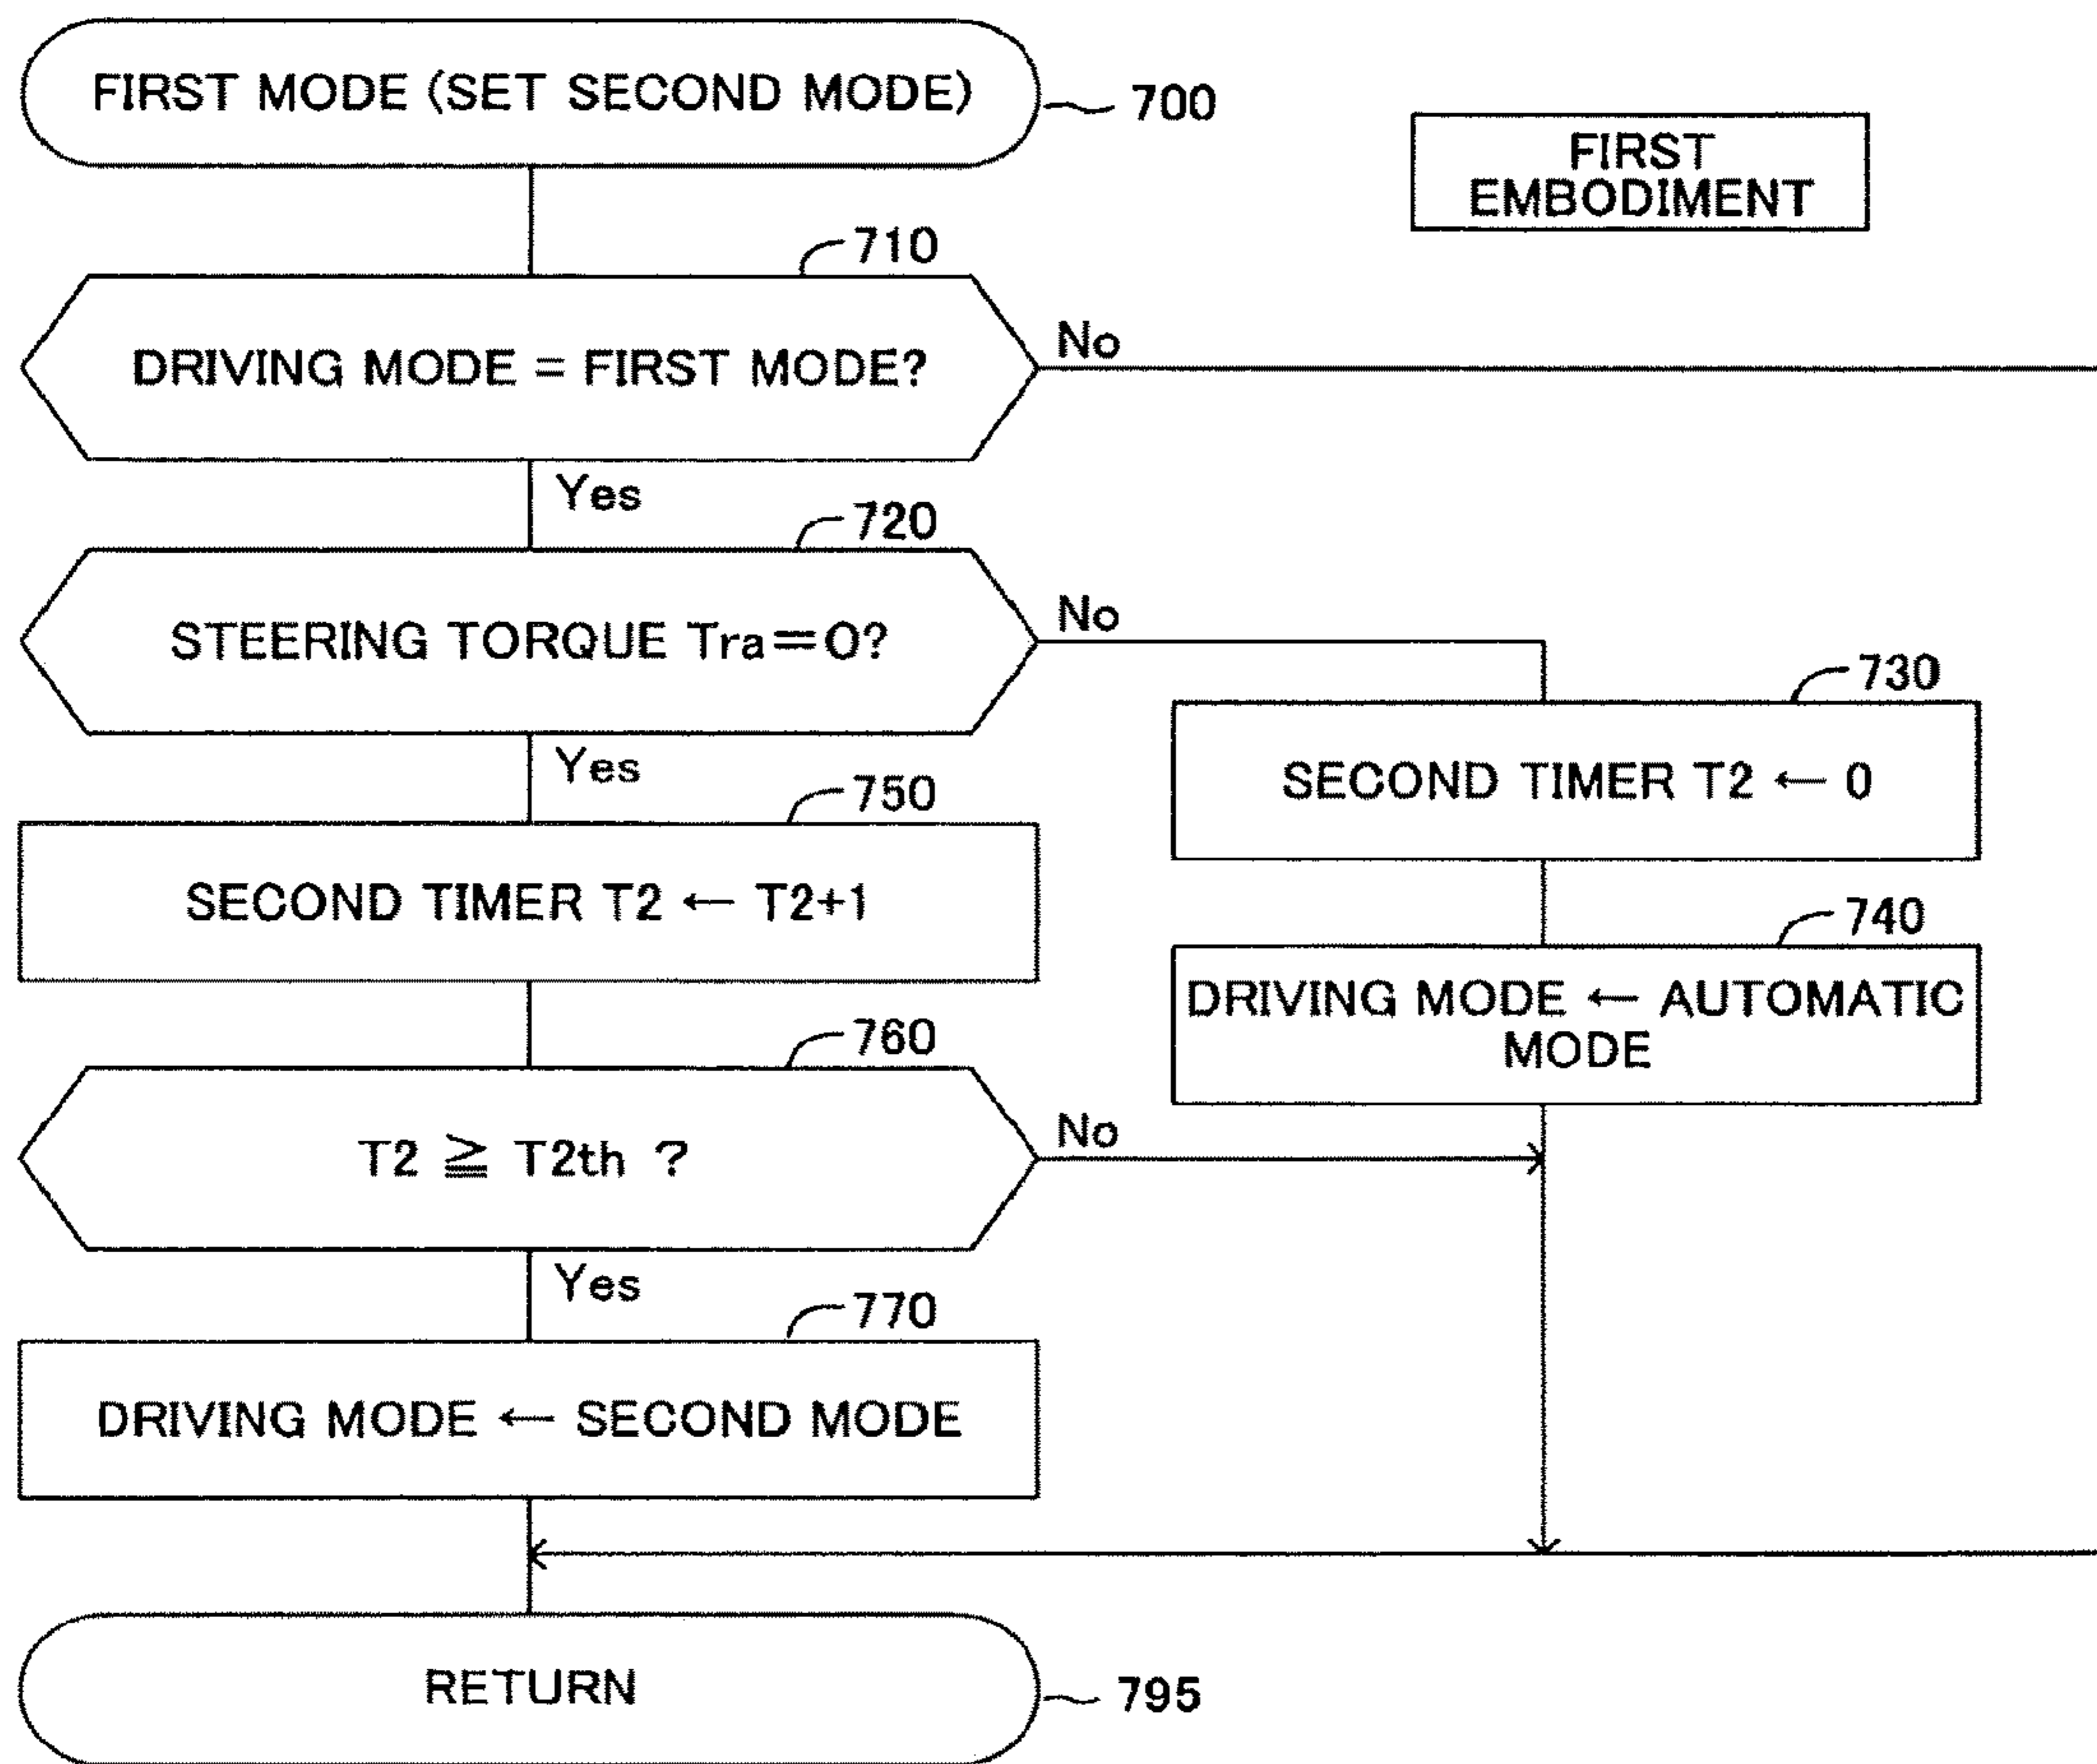 FIRST MODE (SET SECOND MODE)
700
FIRST
EMBODIMENT
710
DRIVING MODE = FIRST MODE?
No
Yes
720
STEERING TORQUE Tra=0?
No
730
SECOND TIMER T2 ← 0
Yes
750
SECOND TIMER T2 ← T2+1
740
DRIVING MODE ← AUTOMATIC
MODE
760
T2 ≧ T2th ?
No
Yes
770
DRIVING MODE ← SECOND MODE
RETURN
795